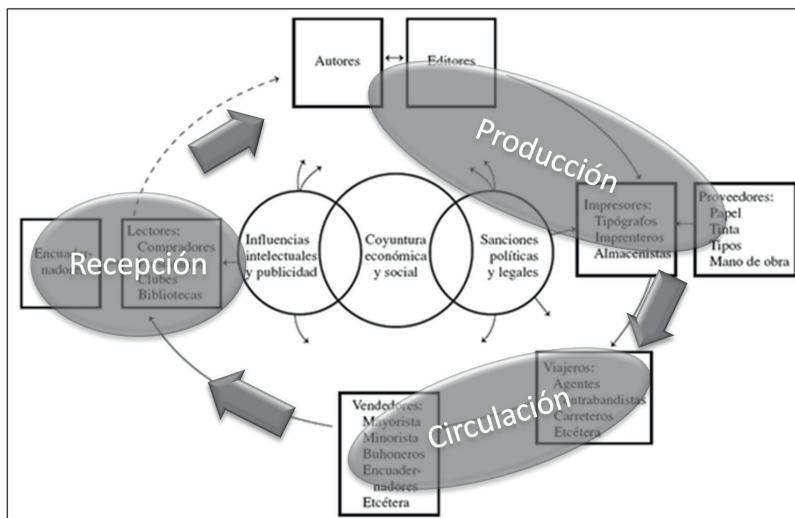 Autores
Editores
Producción
Impresores:
Tipógrafos
Imprenteros
Almacenistas
Proveedores:
Papel
Tinta
Tipos
Mano de obra
Influencias
intelectuales
y publicidad
Coyuntura
económica
y social
Sanciones
políticas
y legales
Encuader-
nadores
Lectores:
Compradores
Recepción
Clubes
Bibliotecas
Viajeros:
Agentes
Contrabandistas
Carreteros
Etcétera
Circulación
Vendedores:
Mayorista
Minorista
Buhoneros
Encuader-
nadores
Etcétera